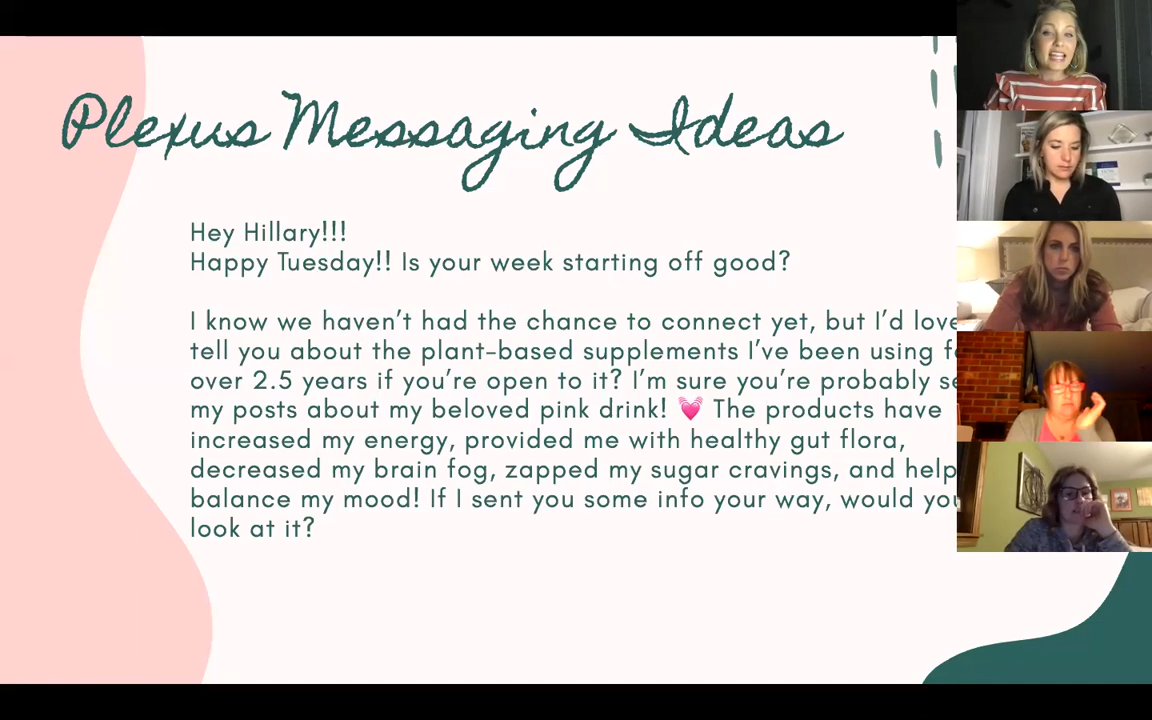 Plexus Messaging Ideas
Hey Hillary!!!
Happy Tuesday!! Is your week starting off good?
I know we haven't had the chance to connect yet, but I'd love
tell you about the plant-based supplements I've been using
over 2.5 years if you're open to it? I'm sure you're probably
my posts about my beloved pink drink! 💓 The products have
increased my energy, provided me with healthy gut flora,
decreased my brain fog, zapped my sugar cravings, and help
balance my mood! If I sent you some info your way, would you
look at it?